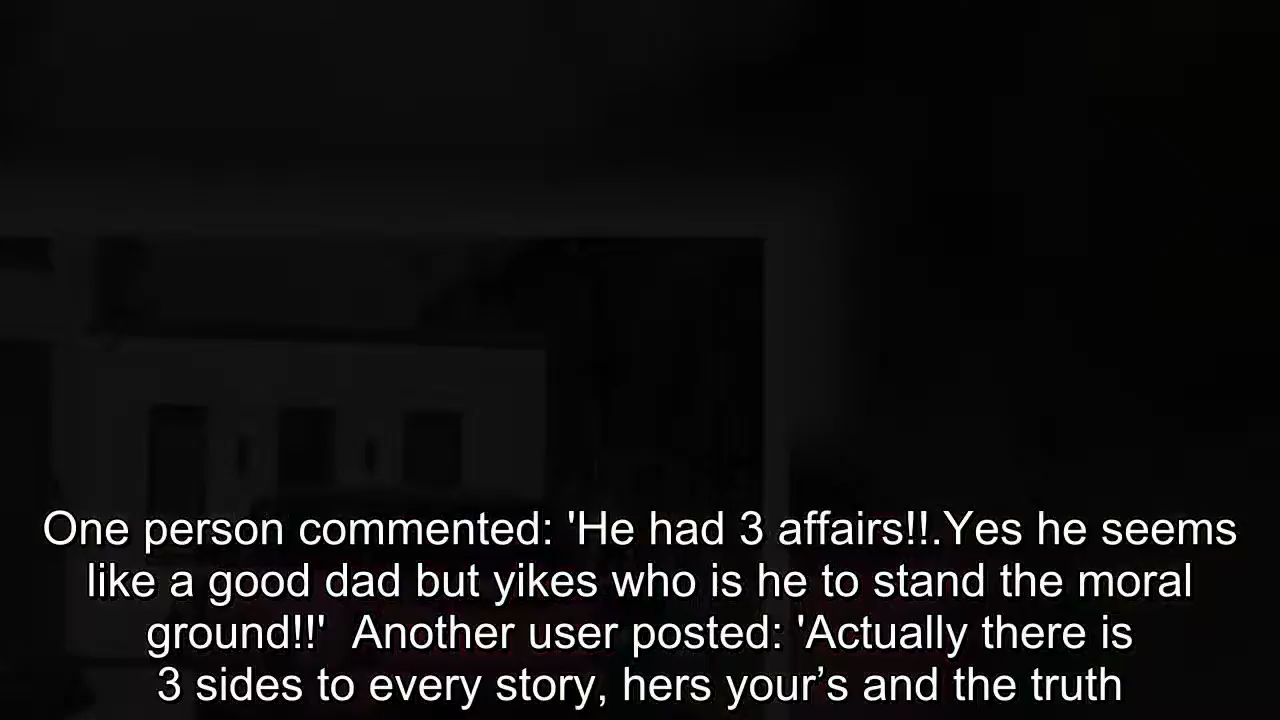 One person commented: 'He had 3 affairs!!.Yes he seems
like a good dad but yikes who is he to stand the moral
ground!!'  Another user posted: 'Actually there is
3 sides to every story, hers your’s and the truth